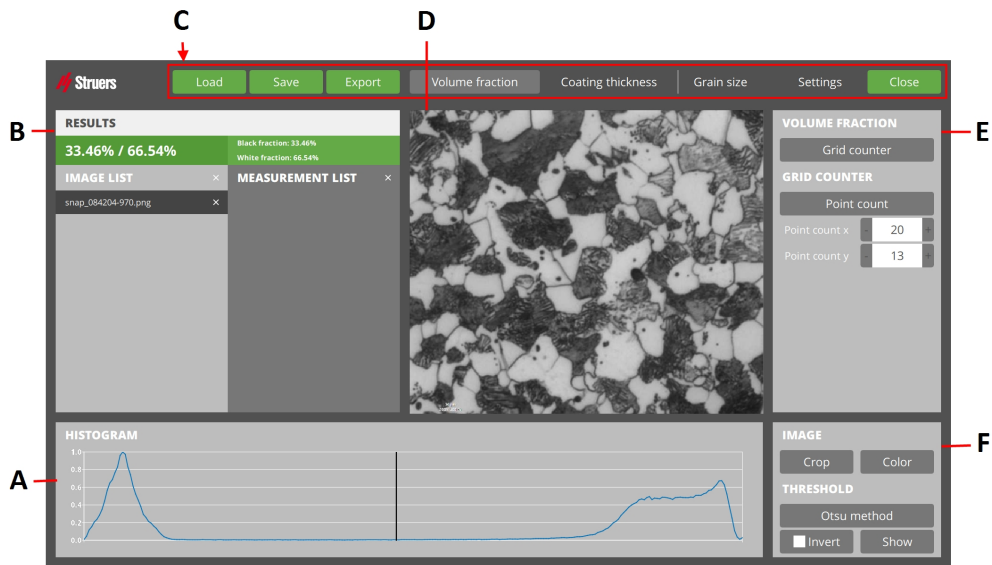 C
D
Struers
Load Save Export Volume fraction Coating thickness Grain size Settings Close
B
RESULTS
33.46% / 66.54%
Black fraction: 33.46%
White fraction: 66.54%
IMAGE LIST ×
MEASUREMENT LIST ×
snap_084204-970.png ×
E
VOLUME FRACTION
Grid counter
GRID COUNTER
Point count
Point count x - 20 +
Point count y - 13 +
A
HISTOGRAM
1.0
0.8
0.6
0.4
0.2
0.0
F
IMAGE
Crop Color
THRESHOLD
Otsu method
Invert Show